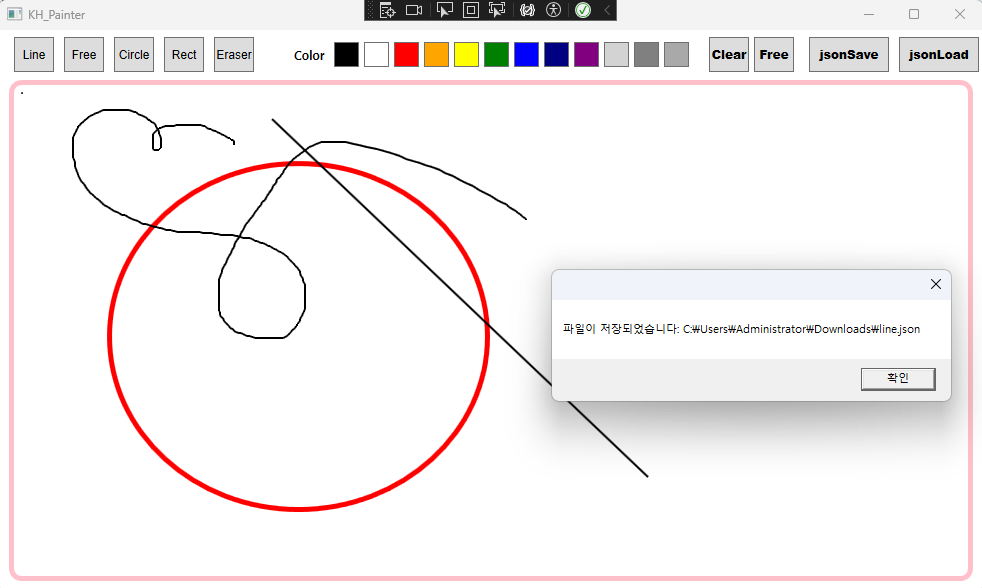 KH_Painter
Line Free Circle Rect Eraser Color Clear Free jsonSave jsonLoad
파일이 저장되었습니다: C:₩Users₩Administrator₩Downloads₩line.json
확인